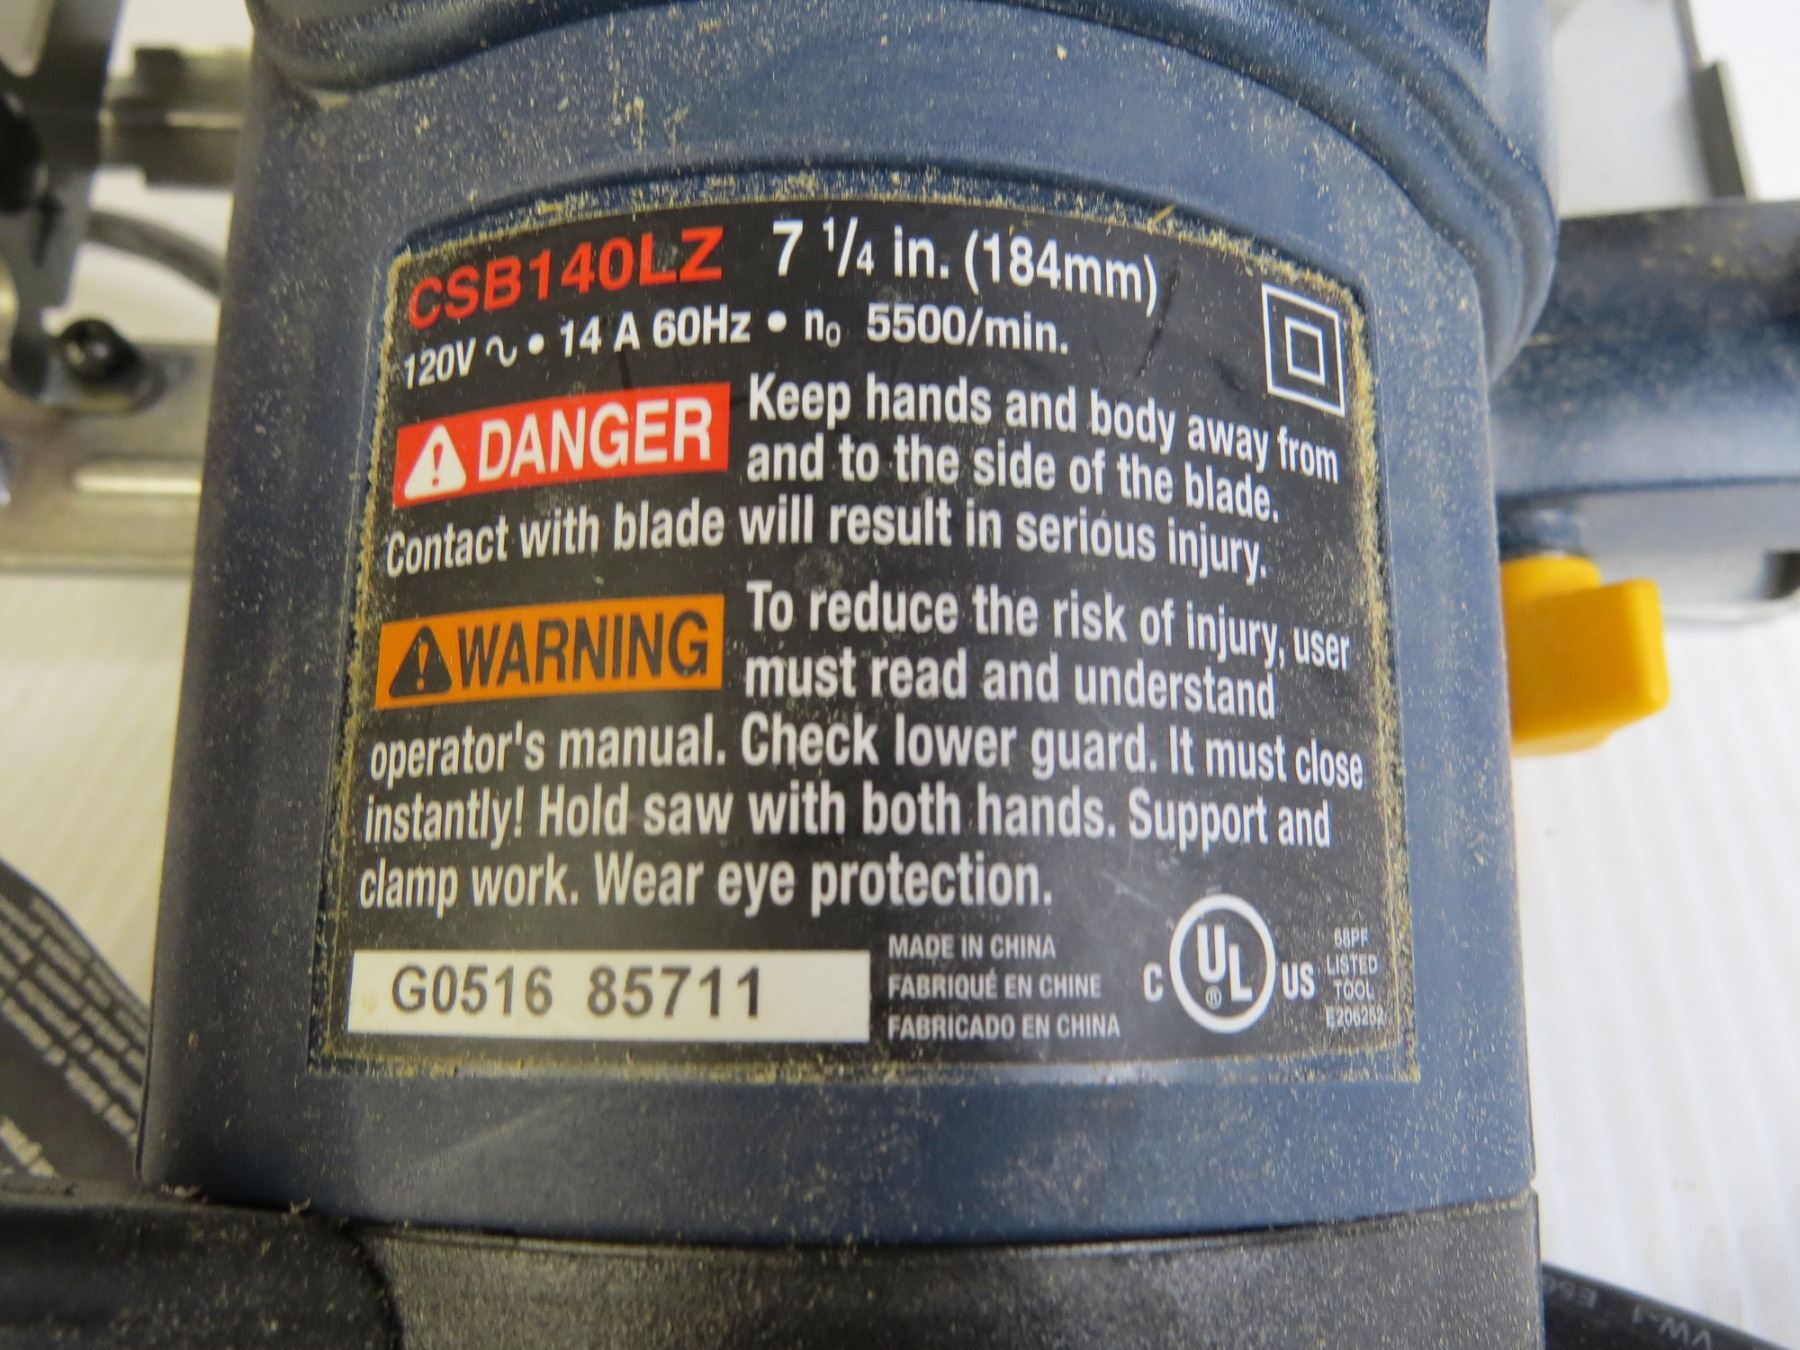 CSB140LZ 7 1/4 in. (184mm)
120V ∿ • 14 A 60Hz • n₀ 5500/min.
DANGER Keep hands and body away from
and to the side of the blade.
Contact with blade will result in serious injury.
WARNING To reduce the risk of injury, user
must read and understand
operator's manual. Check lower guard. It must close
instantly! Hold saw with both hands. Support and
clamp work. Wear eye protection.
G0516 85711
MADE IN CHINA
FABRIQUÉ EN CHINE
FABRICADO EN CHINA
C UL ® US
68PF
LISTED
TOOL
E206252
VW-1